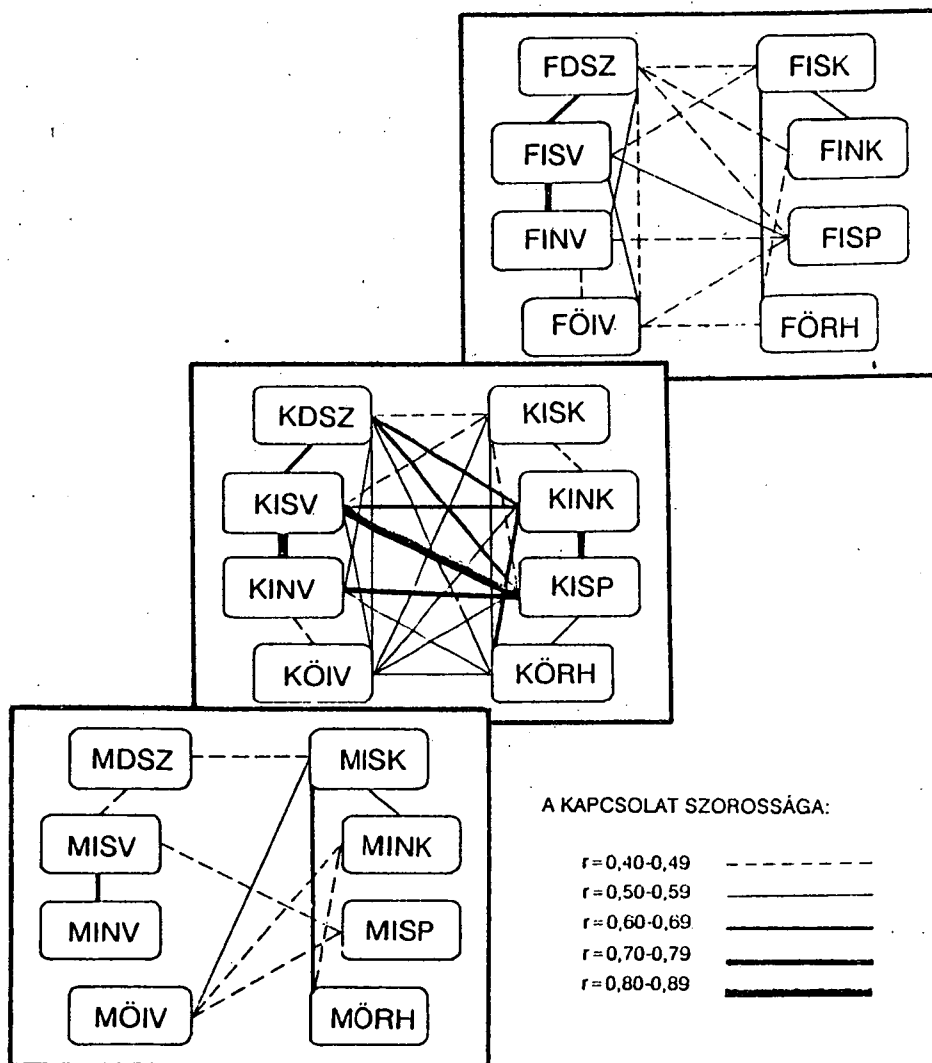 FDSZ FISK
FISV FINK
FINV FISP
FÖIV FÖRH
KDSZ KISK
KISV KINK
KINV KISP
KÖIV KÖRH
MDSZ MISK
MISV MINK
MINV MISP
MÖIV MÖRH
A KAPCSOLAT SZOROSSÁGA:
r=0,40-0,49
r=0,50-0,59
r=0,60-0,69
r=0,70-0,79
r=0,80-0,89